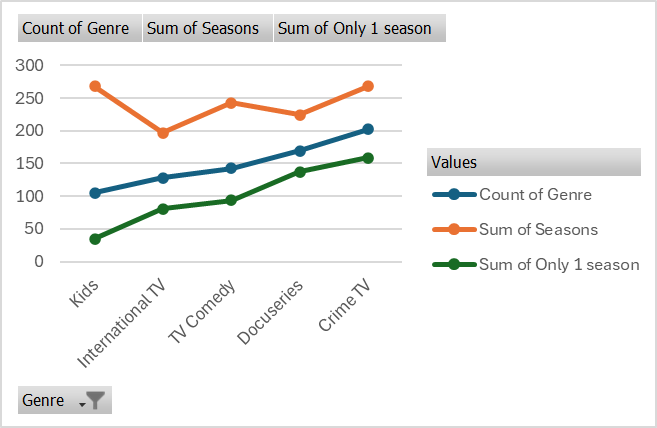 Count of Genre Sum of Seasons Sum of Only 1 season
300
250
200
150
100
50
0
Kids
International TV
TV Comedy
Docuseries
Crime TV
Values
Count of Genre
Sum of Seasons
Sum of Only 1 season
Genre